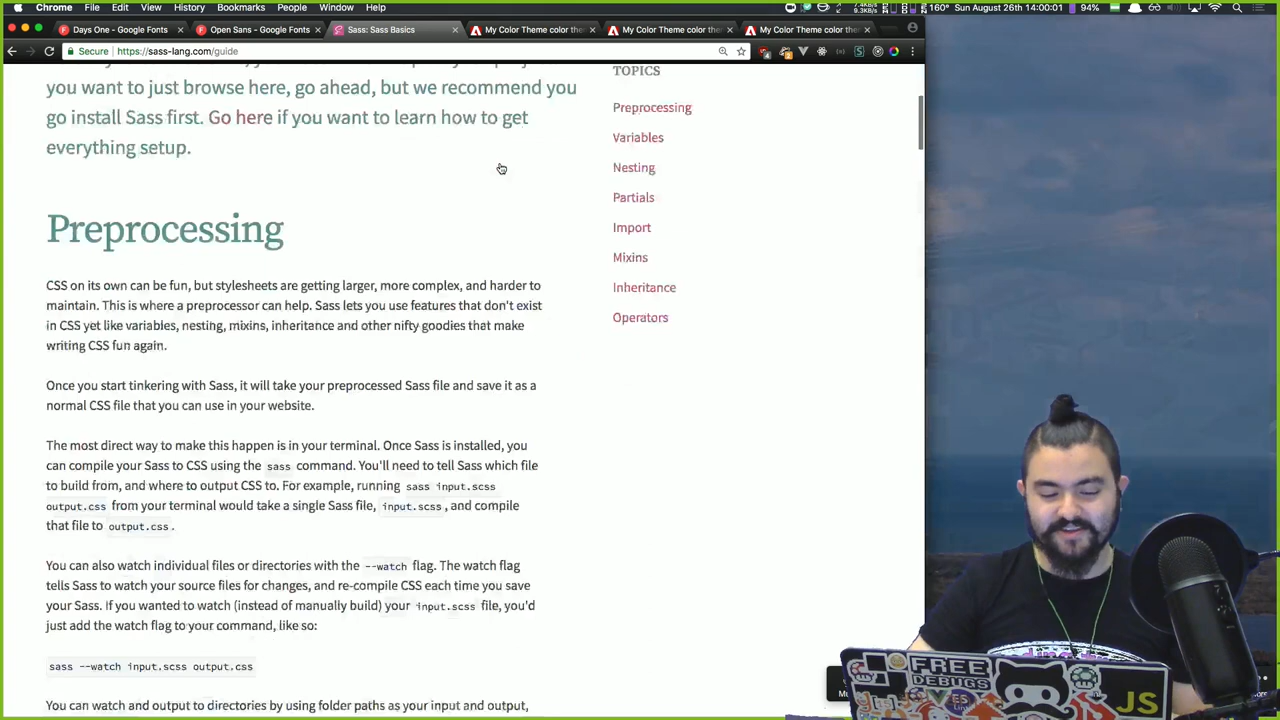 Chrome File Edit View History Bookmarks People Window Help
7.4KB/s
9.3KB/s
160° Sun August 26th 14:00:01 94%
Days One - Google Fonts
Open Sans - Google Fonts
Sass: Sass Basics
My Color Theme color the
My Color Theme color the
My Color Theme color the
Secure https://sass-lang.com/guide
you want to just browse here, go ahead, but we recommend you
go install Sass first. Go here if you want to learn how to get
everything setup.
Preprocessing
CSS on its own can be fun, but stylesheets are getting larger, more complex, and harder to
maintain. This is where a preprocessor can help. Sass lets you use features that don't exist
in CSS yet like variables, nesting, mixins, inheritance and other nifty goodies that make
writing CSS fun again.
Once you start tinkering with Sass, it will take your preprocessed Sass file and save it as a
normal CSS file that you can use in your website.
The most direct way to make this happen is in your terminal. Once Sass is installed, you
can compile your Sass to CSS using the sass command. You'll need to tell Sass which file
to build from, and where to output CSS to. For example, running sass input.scss
output.css from your terminal would take a single Sass file, input.scss, and compile
that file to output.css.
You can also watch individual files or directories with the --watch flag. The watch flag
tells Sass to watch your source files for changes, and re-compile CSS each time you save
your Sass. If you wanted to watch (instead of manually build) your input.scss file, you'd
just add the watch flag to your command, like so:
sass --watch input.scss output.css
You can watch and output to directories by using folder paths as your input and output,
TOPICS
Preprocessing
Variables
Nesting
Partials
Import
Mixins
Inheritance
Operators
FREE
DEBUGS
JS